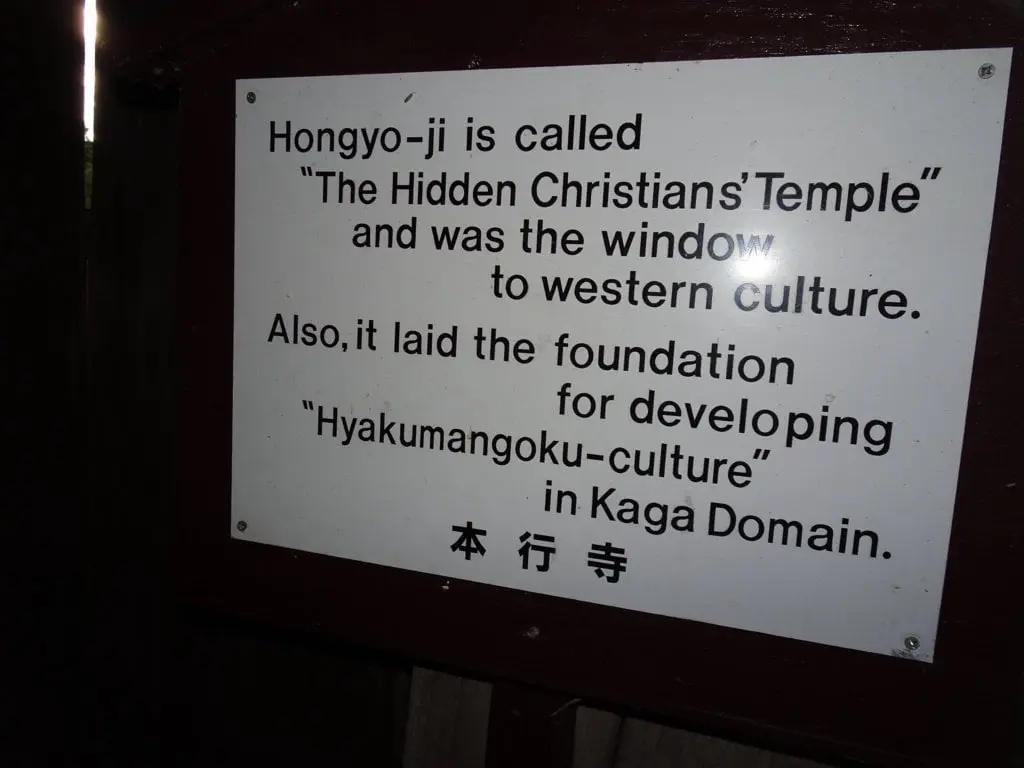 Hongyo-ji is called
"The Hidden Christians' Temple"
and was the window
to western culture.
Also, it laid the foundation
for developing
"Hyakumangoku-culture"
in Kaga Domain.
本行寺